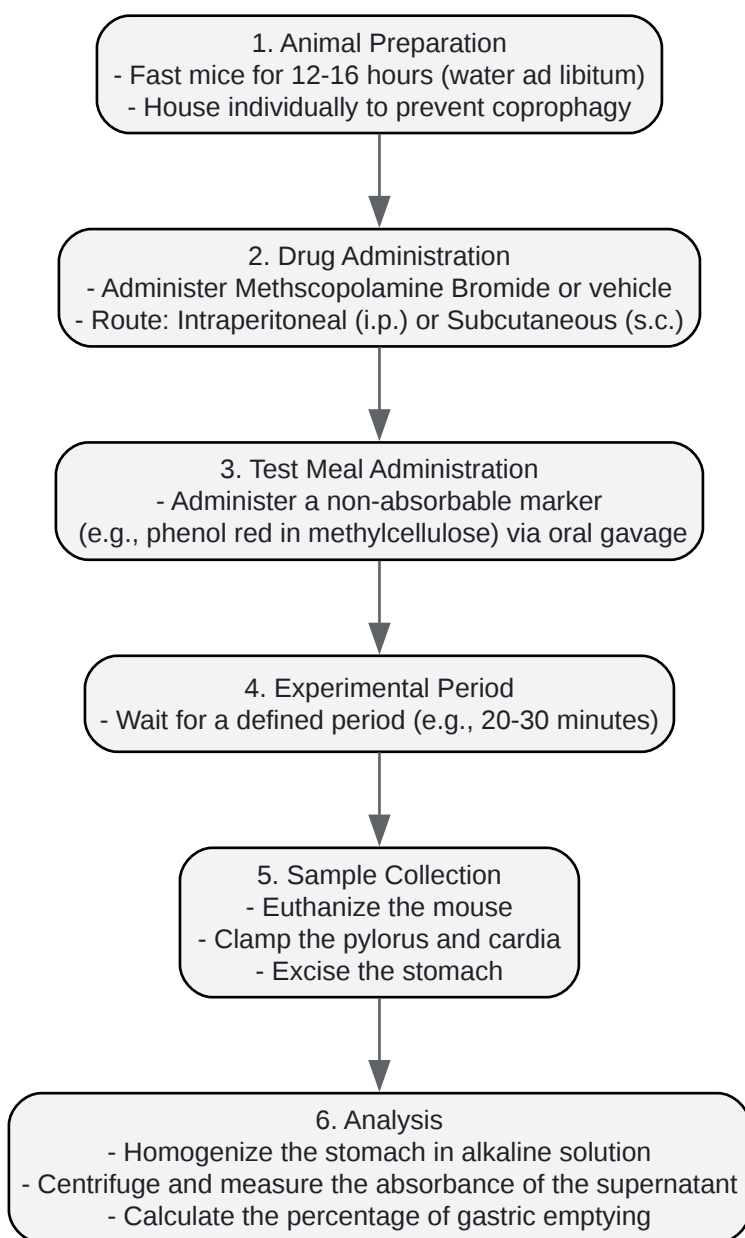 1. Animal Preparation
- Fast mice for 12-16 hours (water ad libitum)
- House individually to prevent coprophagy
2. Drug Administration
- Administer Methscopolamine Bromide or vehicle
- Route: Intraperitoneal (i.p.) or Subcutaneous (s.c.)
3. Test Meal Administration
- Administer a non-absorbable marker
(e.g., phenol red in methylcellulose) via oral gavage
4. Experimental Period
- Wait for a defined period (e.g., 20-30 minutes)
5. Sample Collection
- Euthanize the mouse
- Clamp the pylorus and cardia
- Excise the stomach
6. Analysis
- Homogenize the stomach in alkaline solution
- Centrifuge and measure the absorbance of the supernatant
- Calculate the percentage of gastric emptying